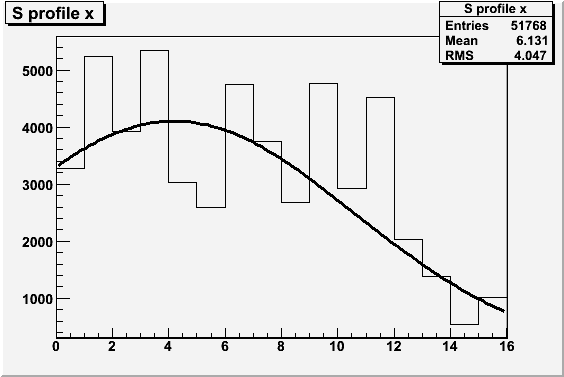 S profile x
S profile x
Entries 51768
Mean 6.131
RMS 4.047
5000
4000
3000
2000
1000
0 2 4 6 8 10 12 14 16